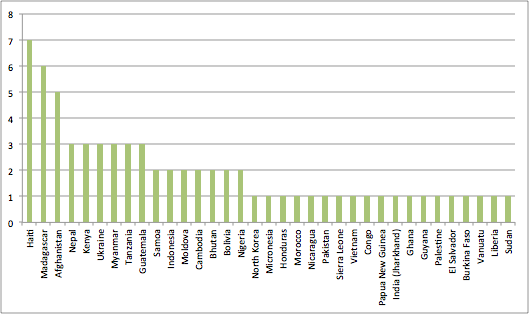 8
7
6
5
4
3
2
1
0
Haiti
Madagascar
Afghanistan
Nepal
Kenya
Ukraine
Myanmar
Tanzania
Guatemala
Samoa
Indonesia
Moldova
Cambodia
Bhutan
Bolivia
Nigeria
North Korea
Micronesia
Honduras
Morocco
Nicaragua
Pakistan
Sierra Leone
Vietnam
Congo
Papua New Guinea
India (Jharkhand)
Ghana
Guyana
Palestine
El Salvador
Burkina Faso
Vanuatu
Liberia
Sudan